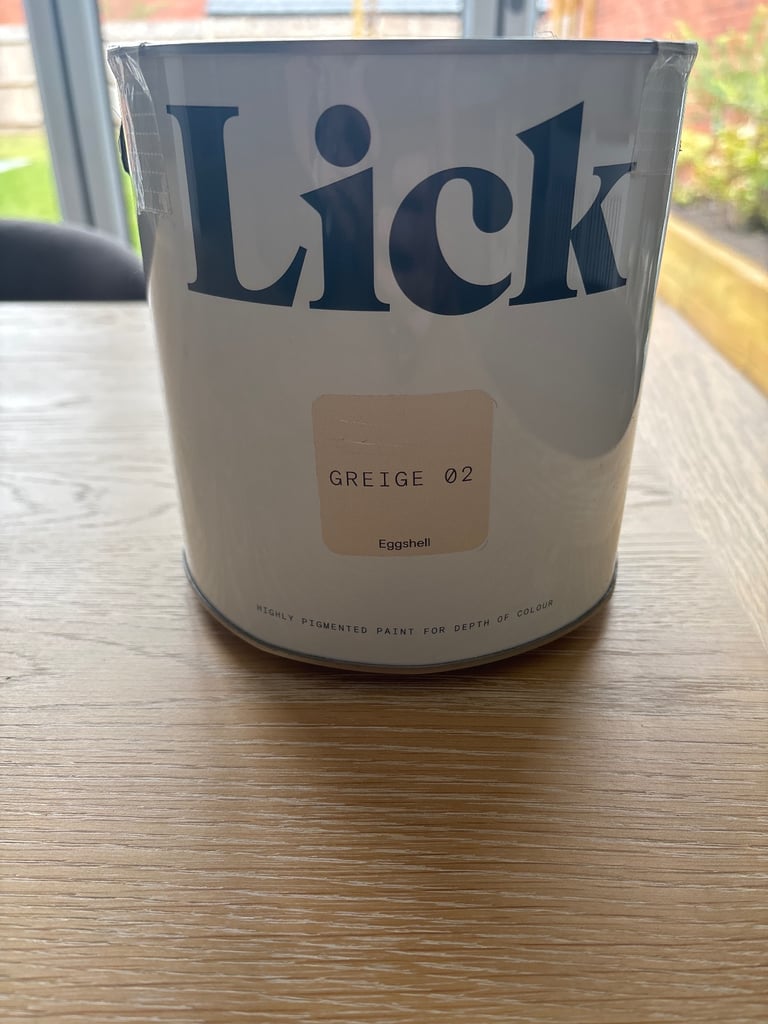 Lick
GREIGE 02
Eggshell
HIGHLY PIGMENTED PAINT FOR DEPTH OF COLOUR